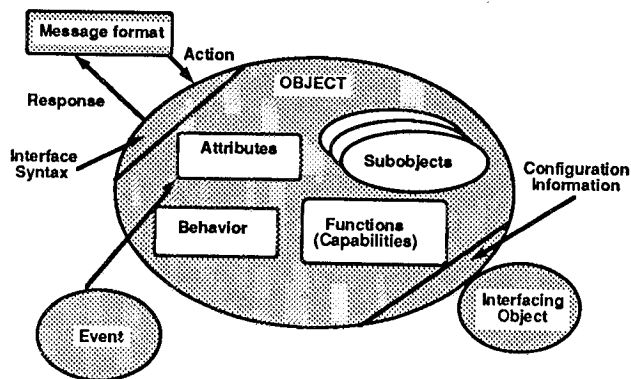 Message format
Action
OBJECT
Response
Interface
Syntax
Attributes
Subobjects
Configuration
Information
Behavior
Functions
(Capabilities)
Event
Interfacing
Object